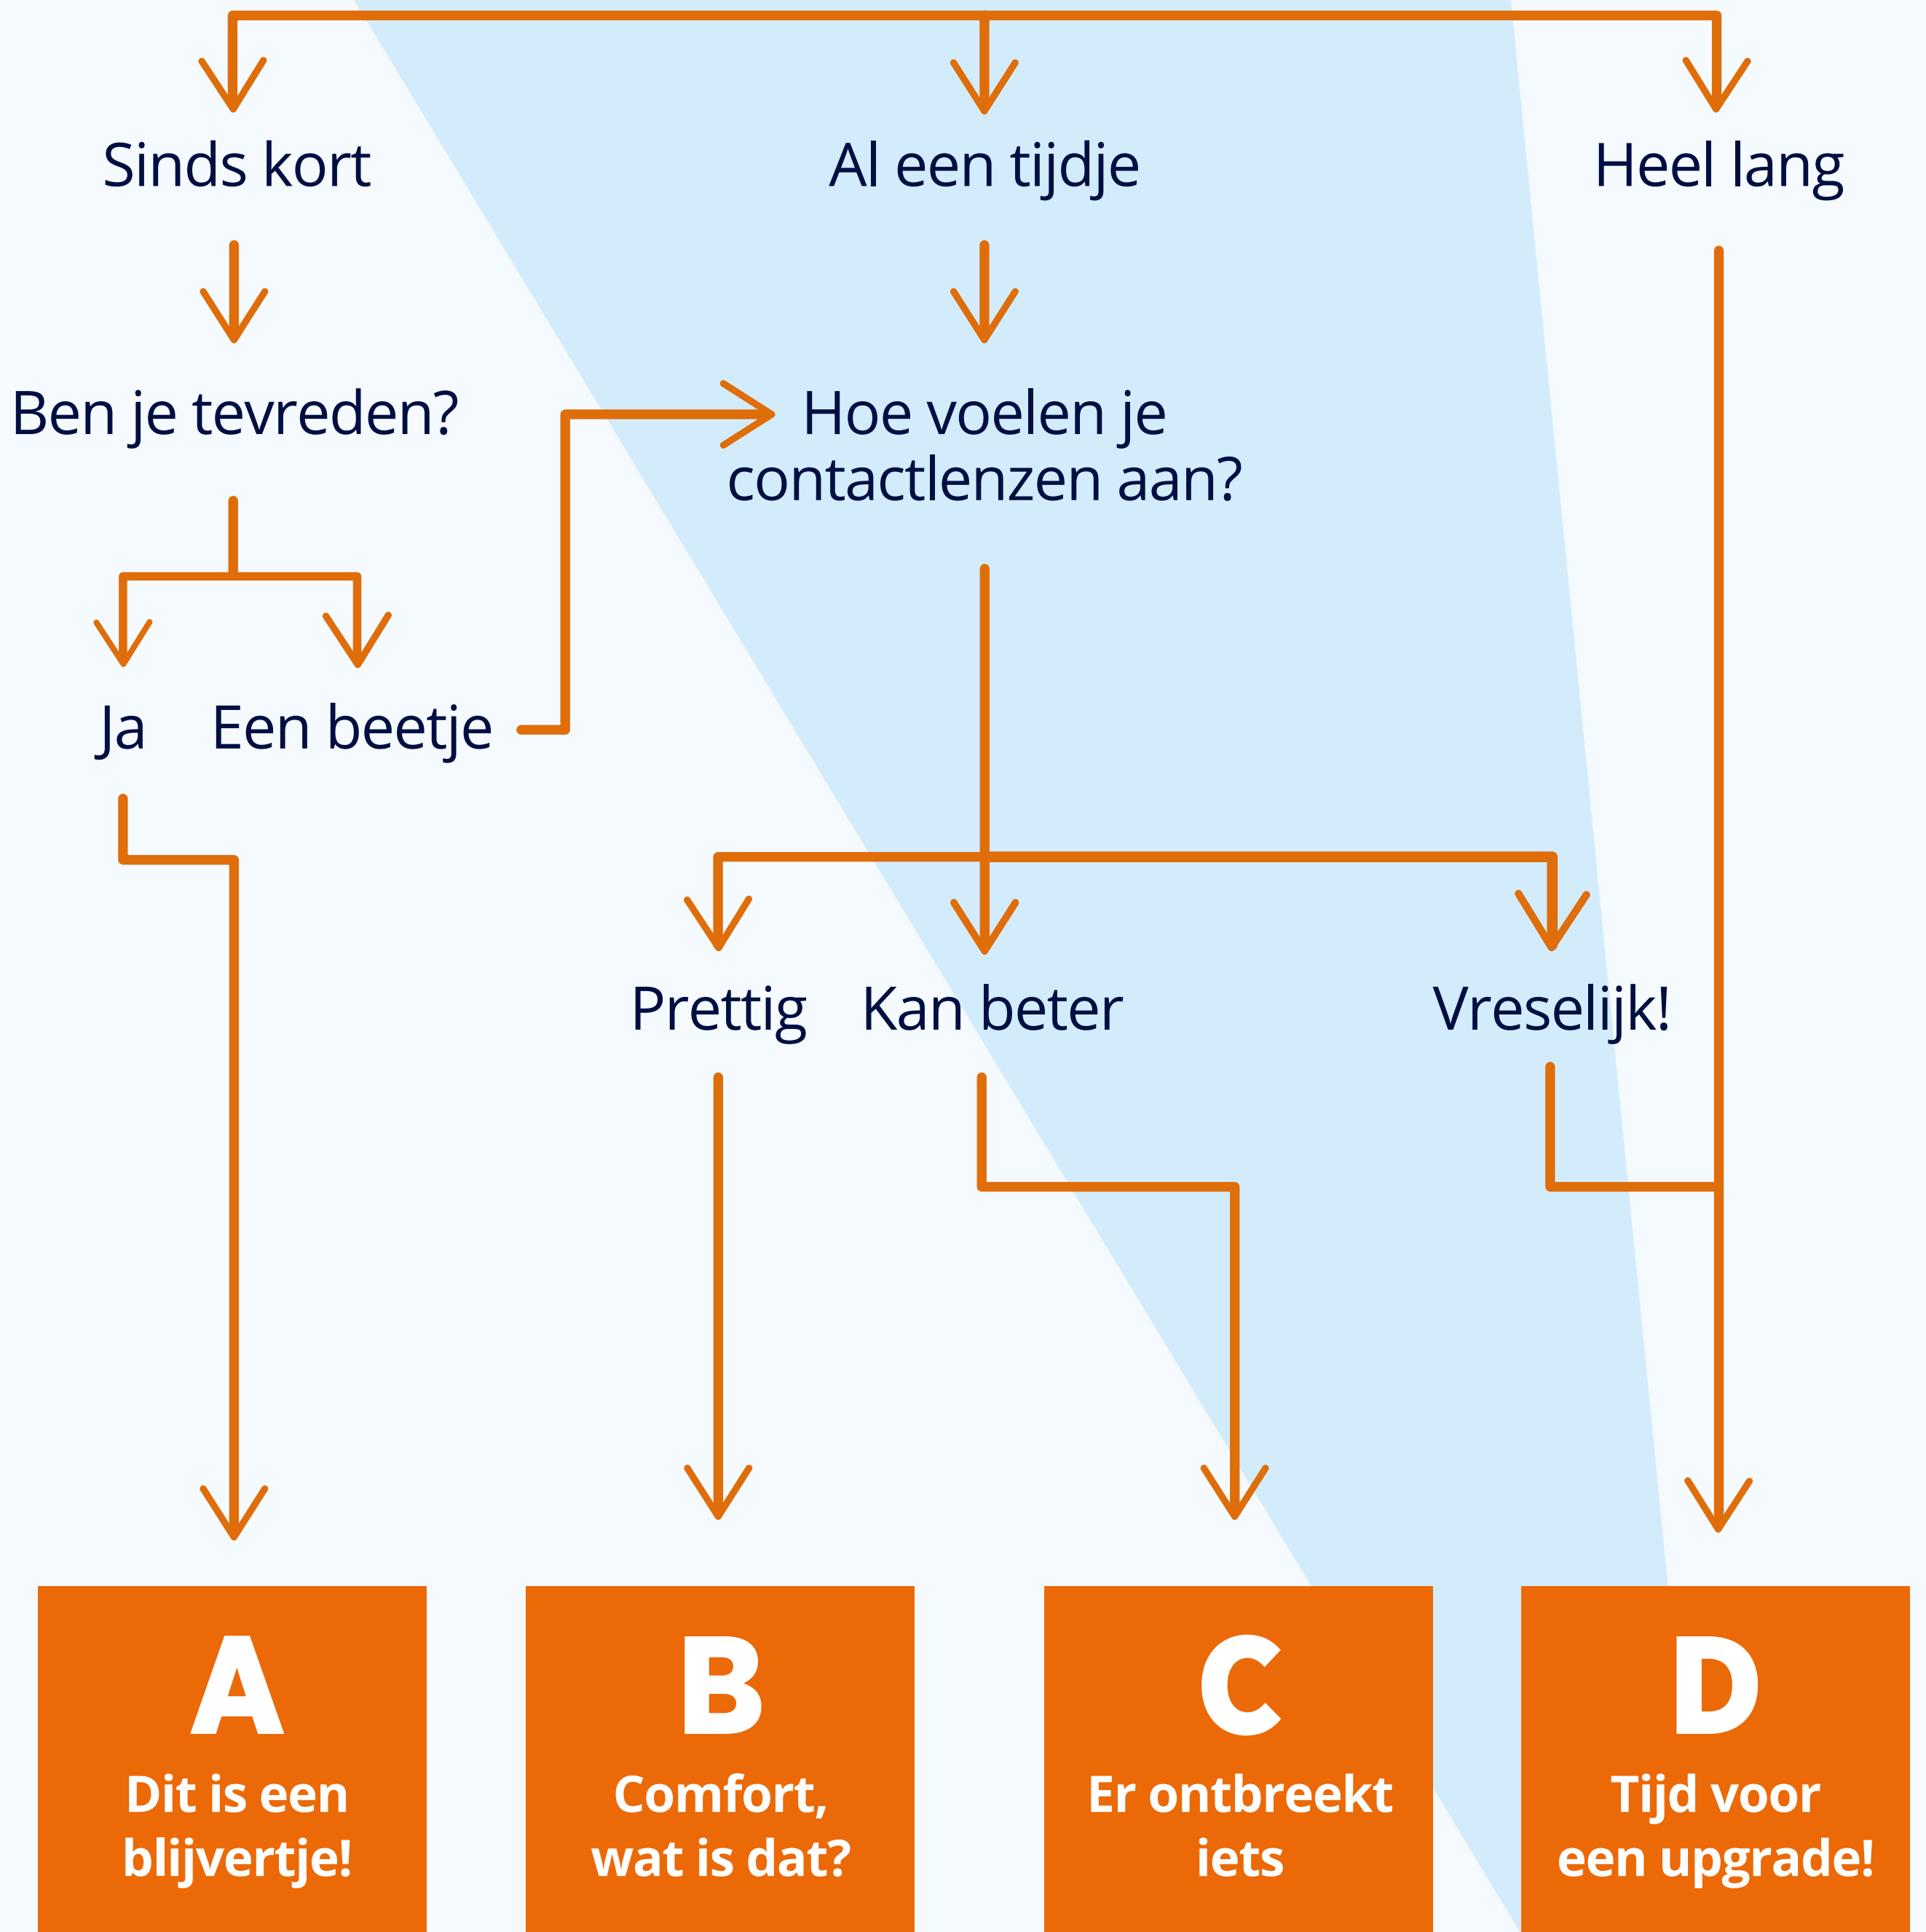 Sinds kort
Al een tijdje
Heel lang
Ben je tevreden?
Hoe voelen je
contactlenzen aan?
Ja
Een beetje
Prettig
Kan beter
Vreselijk!
A
Dit is een
blijvertje!
B
Comfort,
wat is dat?
C
Er ontbreekt
iets
D
Tijd voor
een upgrade!